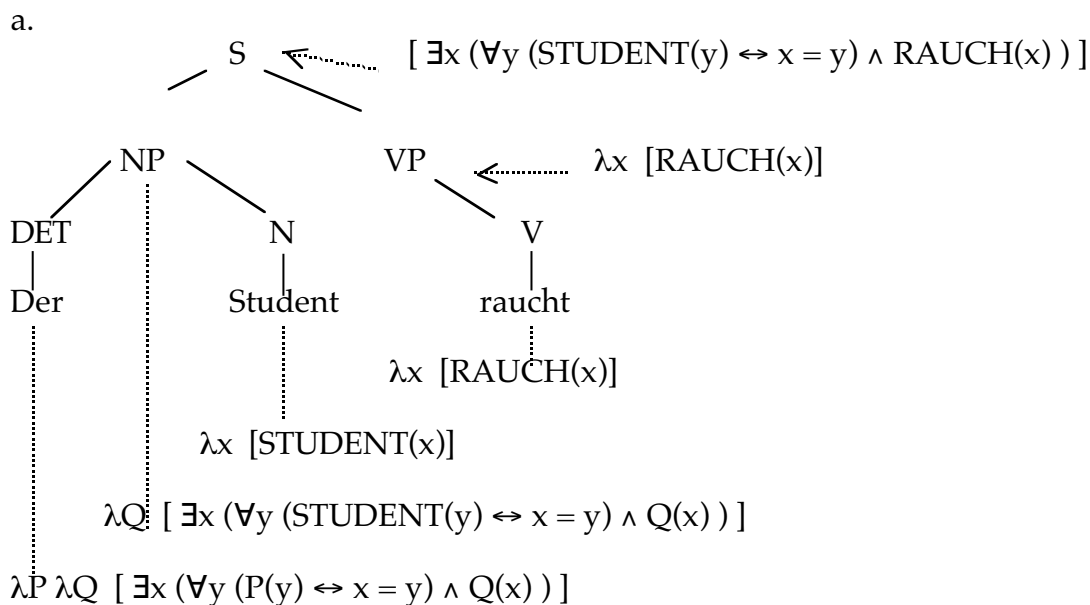 a.
S [ ∃x (∀y (STUDENT(y) ↔ x = y) ∧ RAUCH(x) ) ]
NP VP λx [RAUCH(x)]
DET N V
Der Student raucht
λx [RAUCH(x)]
λx [STUDENT(x)]
λQ [ ∃x (∀y (STUDENT(y) ↔ x = y) ∧ Q(x) ) ]
λP λQ [ ∃x (∀y (P(y) ↔ x = y) ∧ Q(x) ) ]